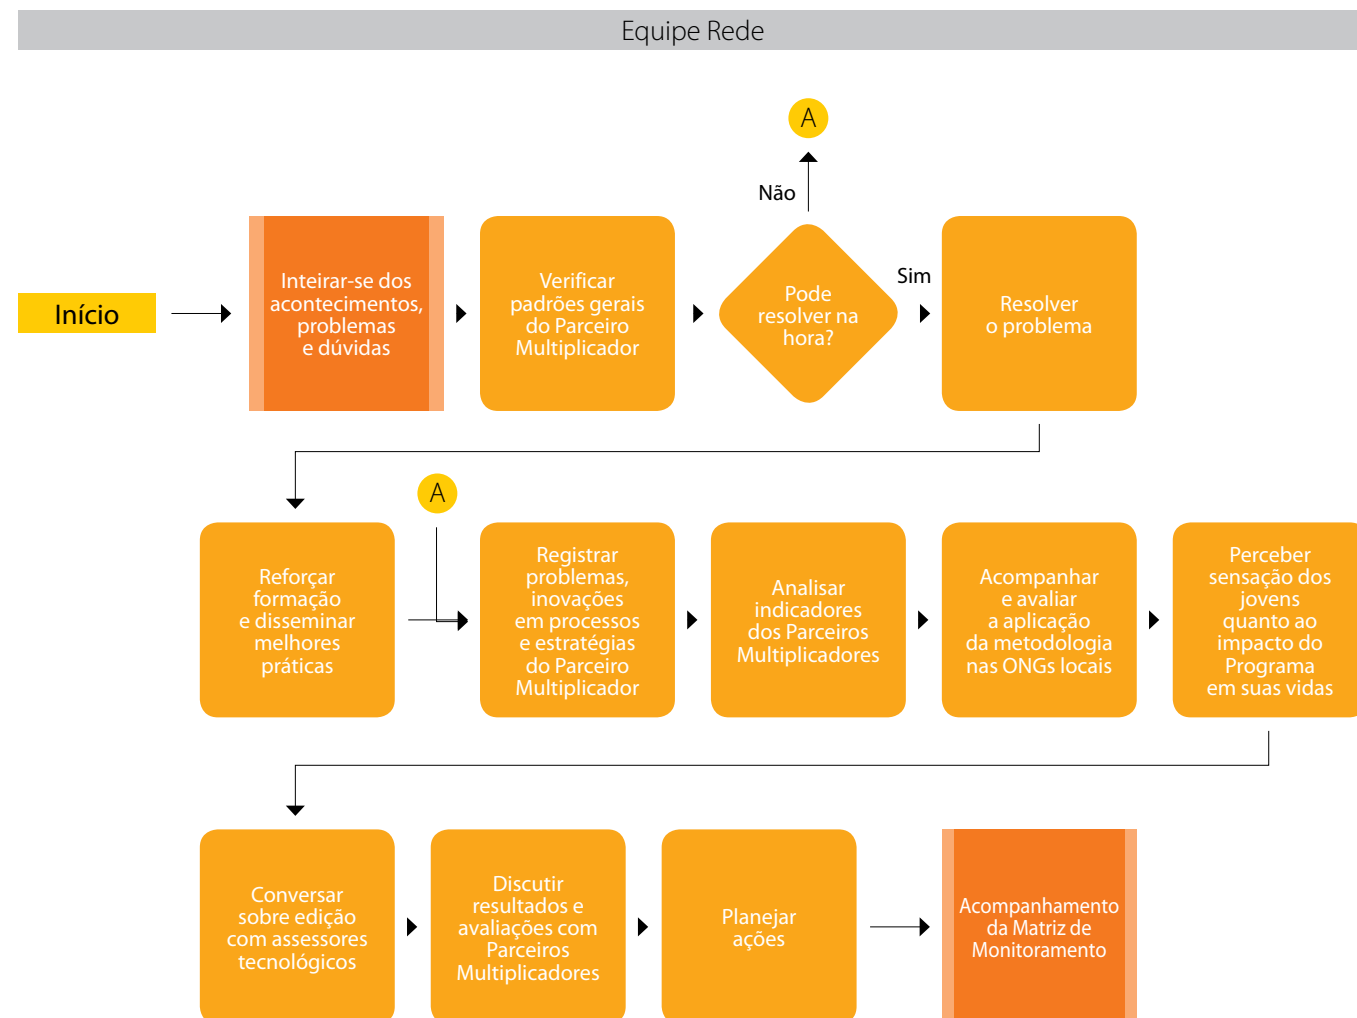 Equipe Rede
A
Não
Início
Inteirar-se dos
acontecimentos,
problemas
e dúvidas
Verificar
padrões gerais
do Parceiro
Multiplicador
Pode
resolver na
hora?
Sim
Resolver
o problema
A
Reforçar
formação
e disseminar
melhores
práticas
Registrar
problemas,
inovações
em processos
e estratégias
do Parceiro
Multiplicador
Analisar
indicadores
dos Parceiros
Multiplicadores
Acompanhar
e avaliar
a aplicação
da metodologia
nas ONGs locais
Perceber
sensação dos
jovens
quanto ao
impacto do
Programa
em suas vidas
Conversar
sobre edição
com assessores
tecnológicos
Discutir
resultados e
avaliações com
Parceiros
Multiplicadores
Planejar
ações
Acompanhamento
da Matriz de
Monitoramento